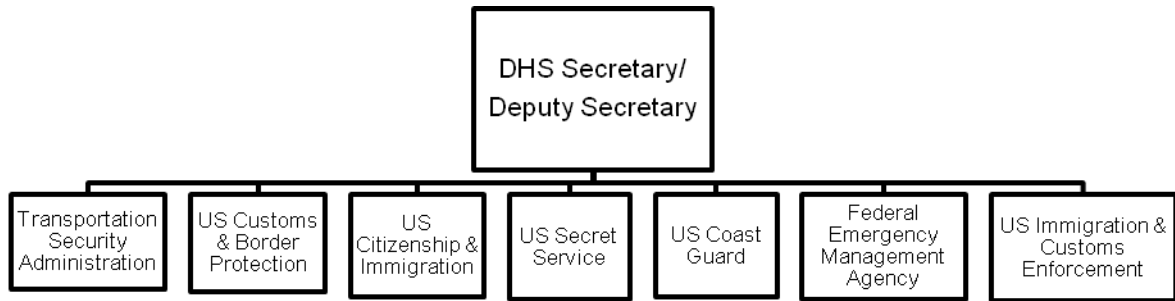 DHS Secretary/
Deputy Secretary
Transportation
Security
Administration
US Customs
& Border
Protection
US
Citizenship &
Immigration
US Secret
Service
US Coast
Guard
Federal
Emergency
Management
Agency
US Immigration &
Customs
Enforcement